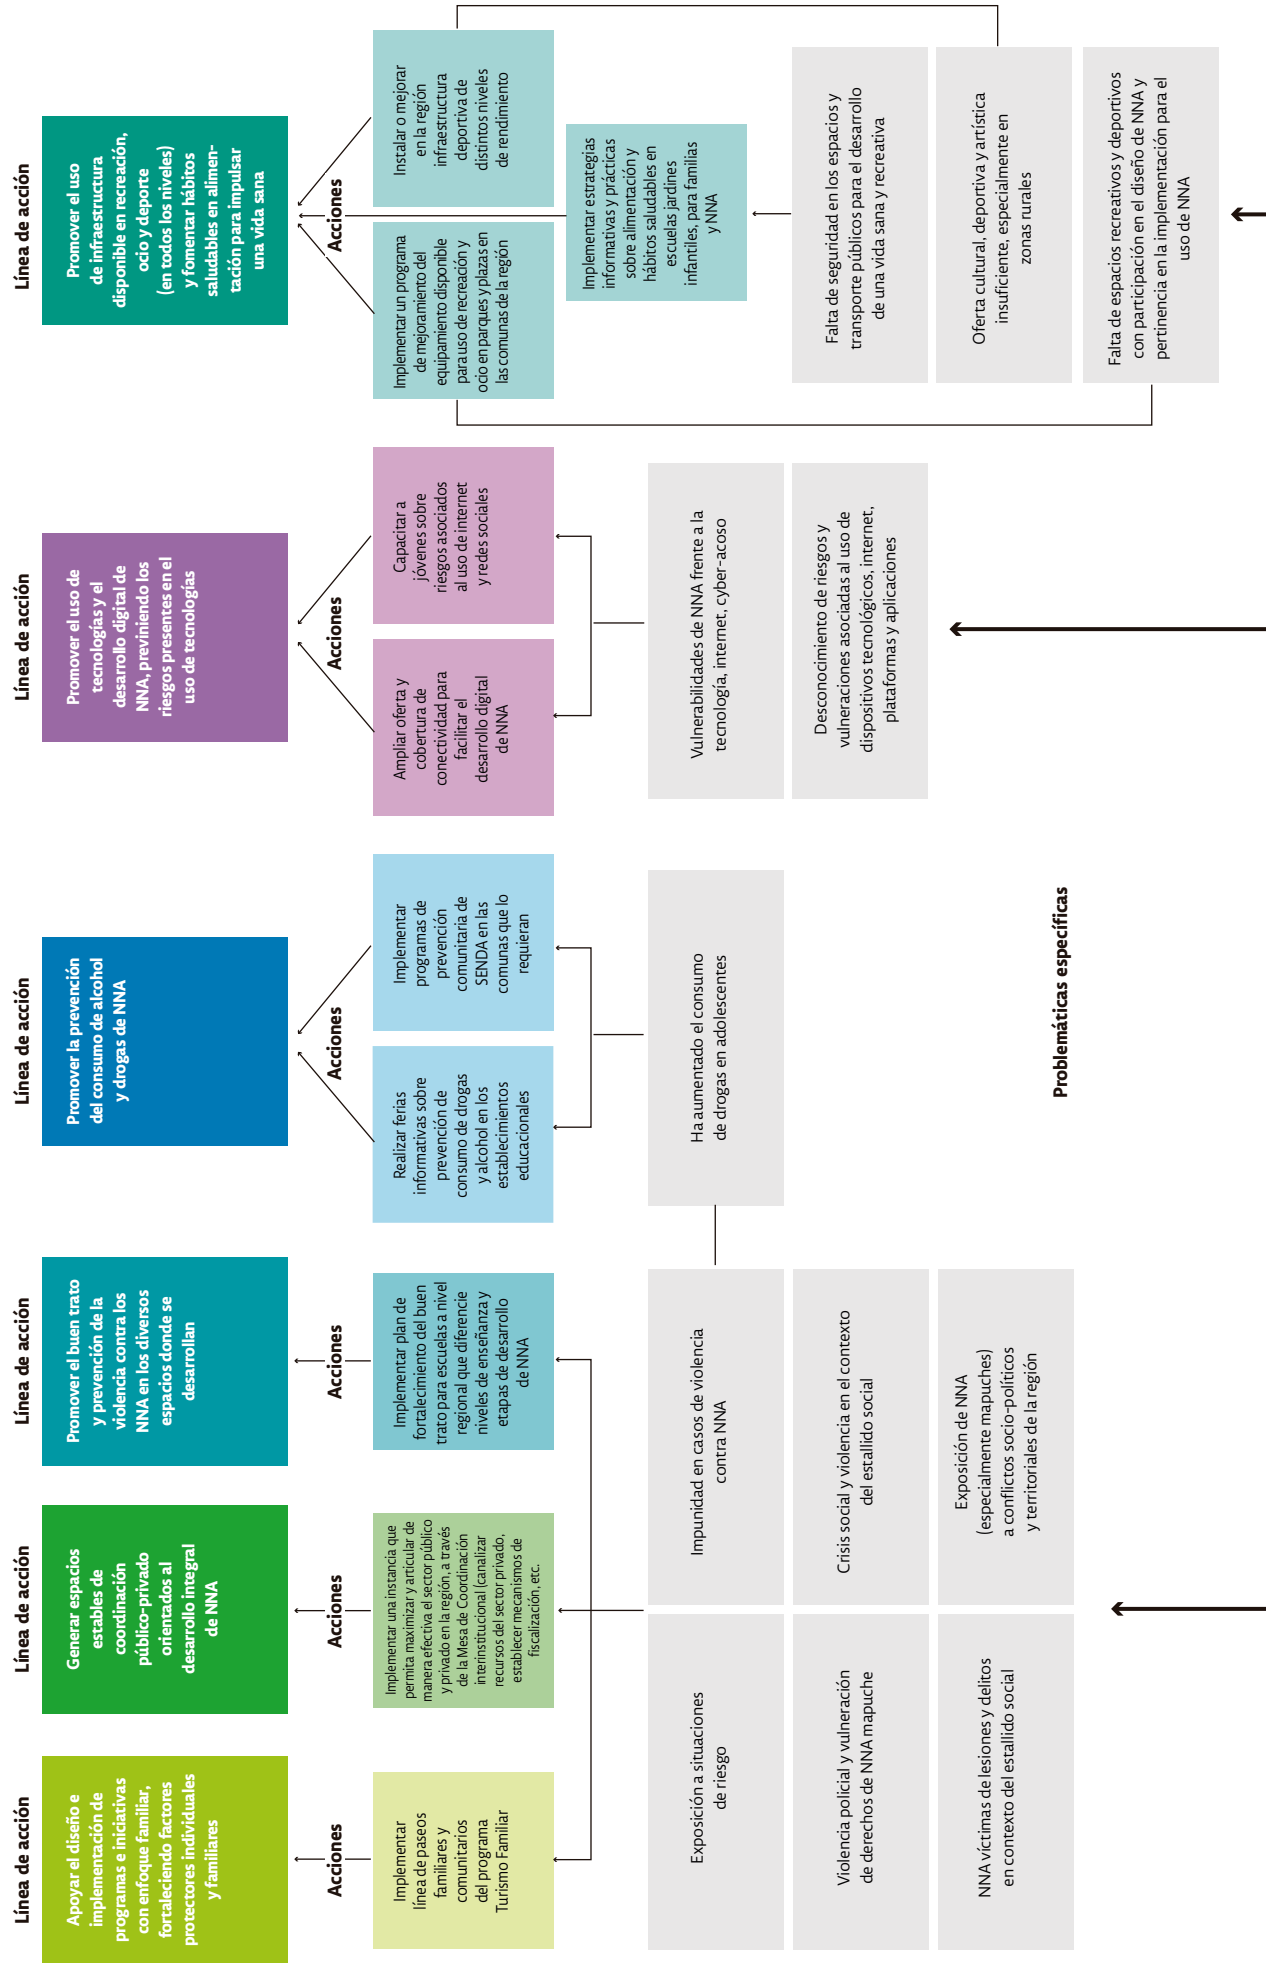 Línea de acción
Apoyar el diseño e
implementación de
programas e iniciativas
con enfoque familiar,
fortaleciendo factores
protectores individuales
y familiares
Acciones
Implementar
línea de paseos
familiares y
comunitarios
del programa
Turismo Familiar
Línea de acción
Generar espacios
estables de
coordinación
público-privado
orientados al
desarrollo integral
de NNA
Acciones
Implementar una instancia que
permita maximizar y articular de
manera efectiva el sector público
y privado en la región, a través
de la Mesa de Coordinación
interinstitucional (canalizar
recursos del sector privado,
establecer mecanismos de
fiscalización, etc.
Línea de acción
Promover el buen trato
y prevención de la
violencia contra los
NNA en los diversos
espacios donde se
desarrollan
Acciones
Implementar plan de
fortalecimiento del buen
trato para escuelas a nivel
regional que diferencie
niveles de enseñanza y
etapas de desarrollo
de NNA
Línea de acción
Promover la prevención
del consumo de alcohol
y drogas de NNA
Acciones
Realizar ferias
informativas sobre
prevención de
consumo de drogas
y alcohol en los
establecimientos
educacionales
Implementar
programas de
prevención
comunitaria de
SENDA en las
comunas que lo
requieran
Línea de acción
Promover el uso de
tecnologías y el
desarrollo digital de
NNA, previniendo los
riesgos presentes en el
uso de tecnologías
Acciones
Ampliar oferta y
cobertura de
conectividad para
facilitar el
desarrollo digital
de NNA
Capacitar a
jóvenes sobre
riesgos asociados
al uso de internet
y redes sociales
Línea de acción
Promover el uso
de infraestructura
disponible en recreación,
ocio y deporte
(en todos los niveles)
y fomentar hábitos
saludables en alimen-
tación para impulsar
una vida sana
Acciones
Implementar un programa
de mejoramiento del
equipamiento disponible
para uso de recreación y
ocio en parques y plazas en
las comunas de la región
Instalar o mejorar
en la región
infraestructura
deportiva de
distintos niveles
de rendimiento
Implementar estrategias
informativas y prácticas
sobre alimentación y
hábitos saludables en
escuelas jardines
infantiles, para familias
y NNA
Exposición a situaciones
de riesgo
Violencia policial y vulneración
de derechos de NNA mapuche
NNA víctimas de lesiones y delitos
en contexto del estallido social
Impunidad en casos de violencia
contra NNA
Crisis social y violencia en el contexto
del estallido social
Exposición de NNA
(especialmente mapuches)
a conflictos socio-políticos
y territoriales de la región
Ha aumentado el consumo
de drogas en adolescentes
Vulnerabilidades de NNA frente a la
tecnología, internet, cyber-acoso
Desconocimiento de riesgos y
vulneraciones asociadas al uso de
dispositivos tecnológicos, internet,
plataformas y aplicaciones
Falta de seguridad en los espacios y
transporte públicos para el desarrollo
de una vida sana y recreativa
Oferta cultural, deportiva y artística
insuficiente, especialmente en
zonas rurales
Falta de espacios recreativos y deportivos
con participación en el diseño de NNA y
pertinencia en la implementación para el
uso de NNA
Problemáticas específicas